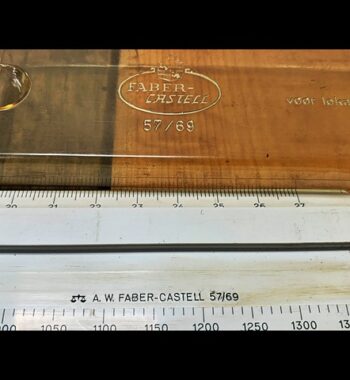 FABER-
CASTELL
57/69
voor
20 21 22 23 24 25 26 27
A. W. FABER-CASTELL 57/69
1050 1100 1150 1200 1250 1300